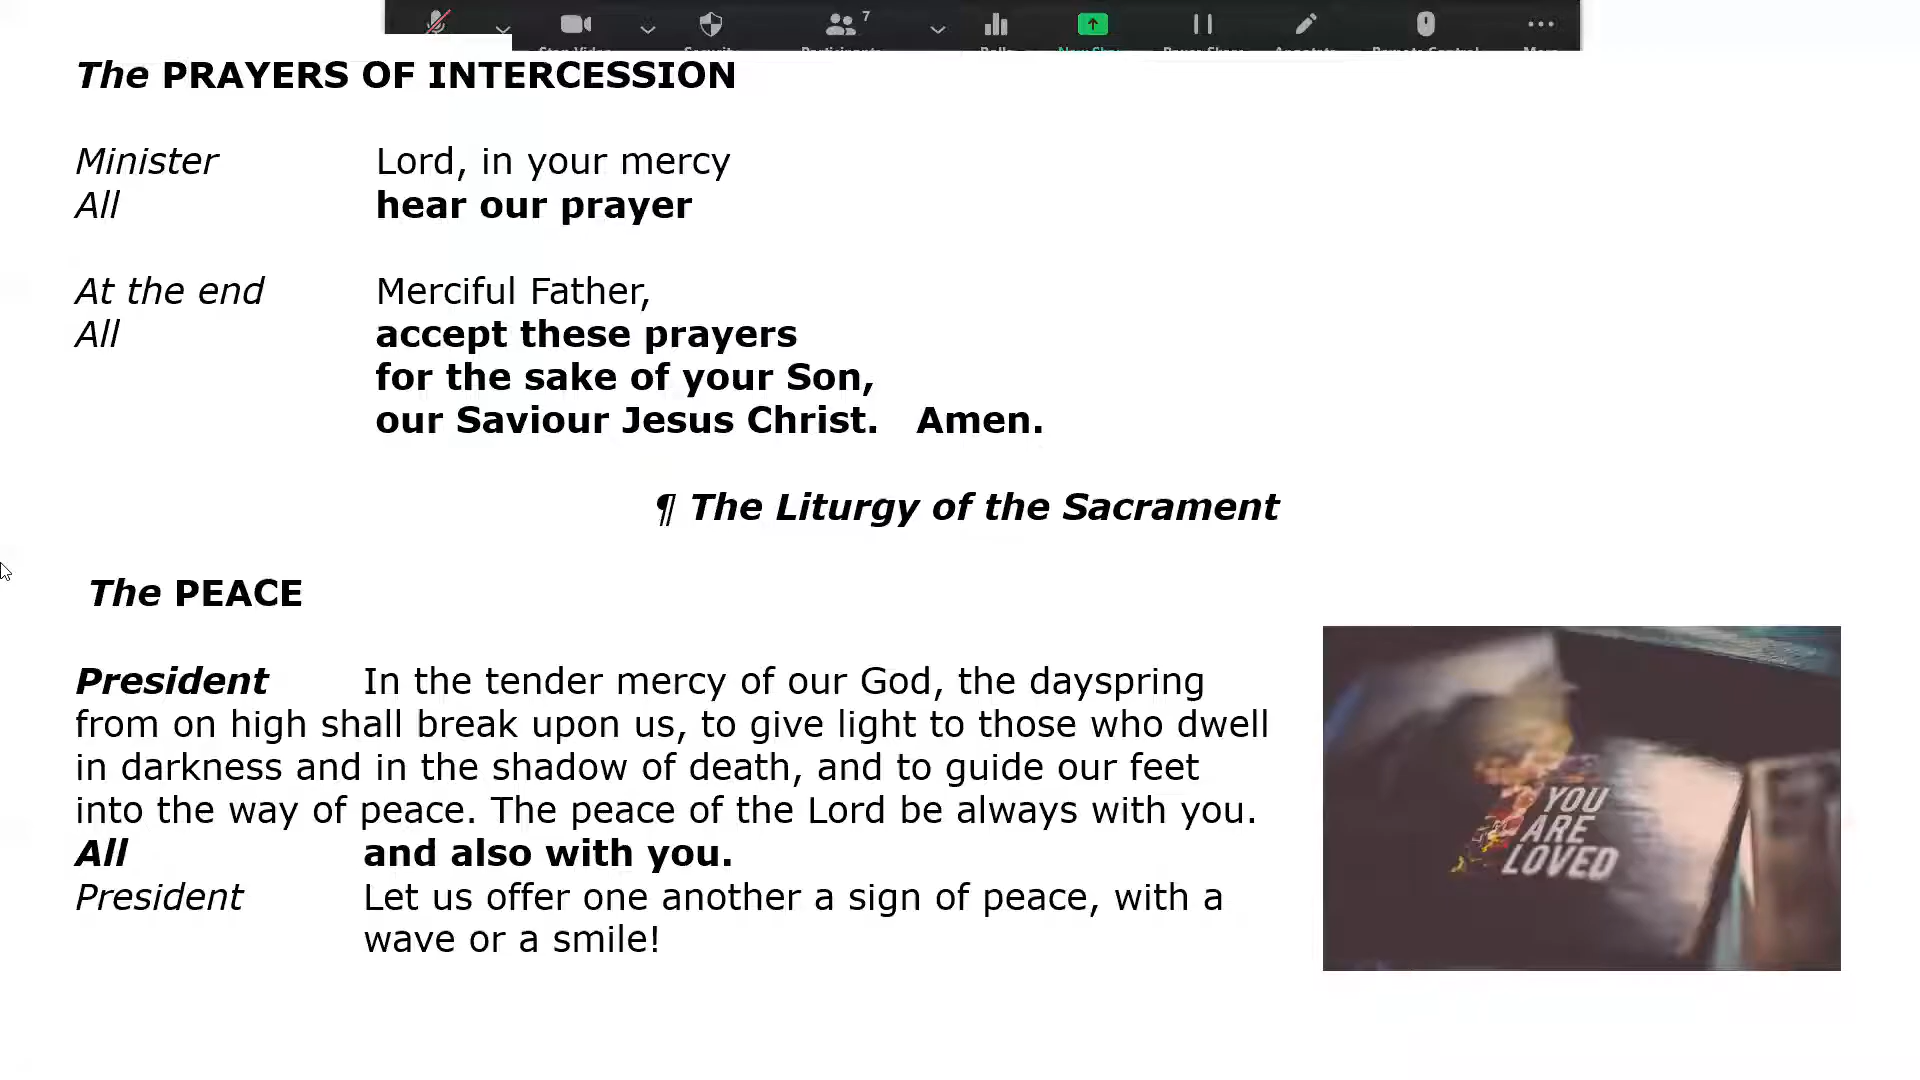 7
The PRAYERS OF INTERCESSION
Minister Lord, in your mercy
All hear our prayer
At the end Merciful Father,
All accept these prayers
for the sake of your Son,
our Saviour Jesus Christ. Amen.
¶ The Liturgy of the Sacrament
The PEACE
President In the tender mercy of our God, the dayspring
from on high shall break upon us, to give light to those who dwell
in darkness and in the shadow of death, and to guide our feet
into the way of peace. The peace of the Lord be always with you.
All and also with you.
President Let us offer one another a sign of peace, with a
wave or a smile!
YOU
ARE
LOVED